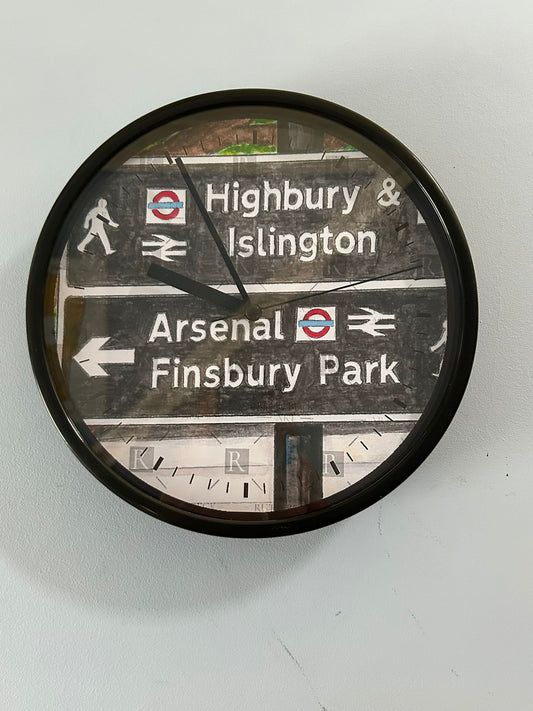 Highbury &
Islington
Arsenal
Finsbury Park
R
R
R